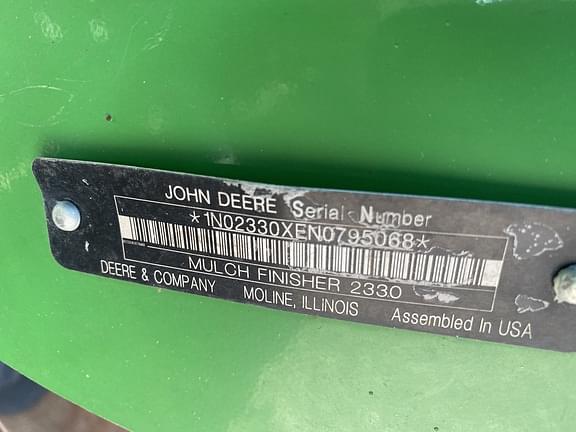 JOHN DEERE Serial Number
*1N02330XEN0795068*
MULCH FINISHER 2330
DEERE & COMPANY MOLINE, ILLINOIS Assembled In USA